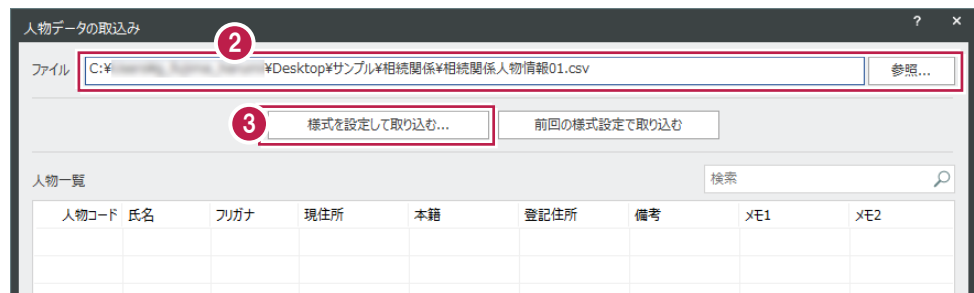 人物データの取込み ? ×
2
ファイル C:¥ ¥Desktop¥サンプル¥相続関係¥相続関係人物情報01.csv 参照...
3 様式を設定して取り込む... 前回の様式設定で取り込む
人物一覧 検索
人物コード 氏名 フリガナ 現住所 本籍 登記住所 備考 メモ1 メモ2